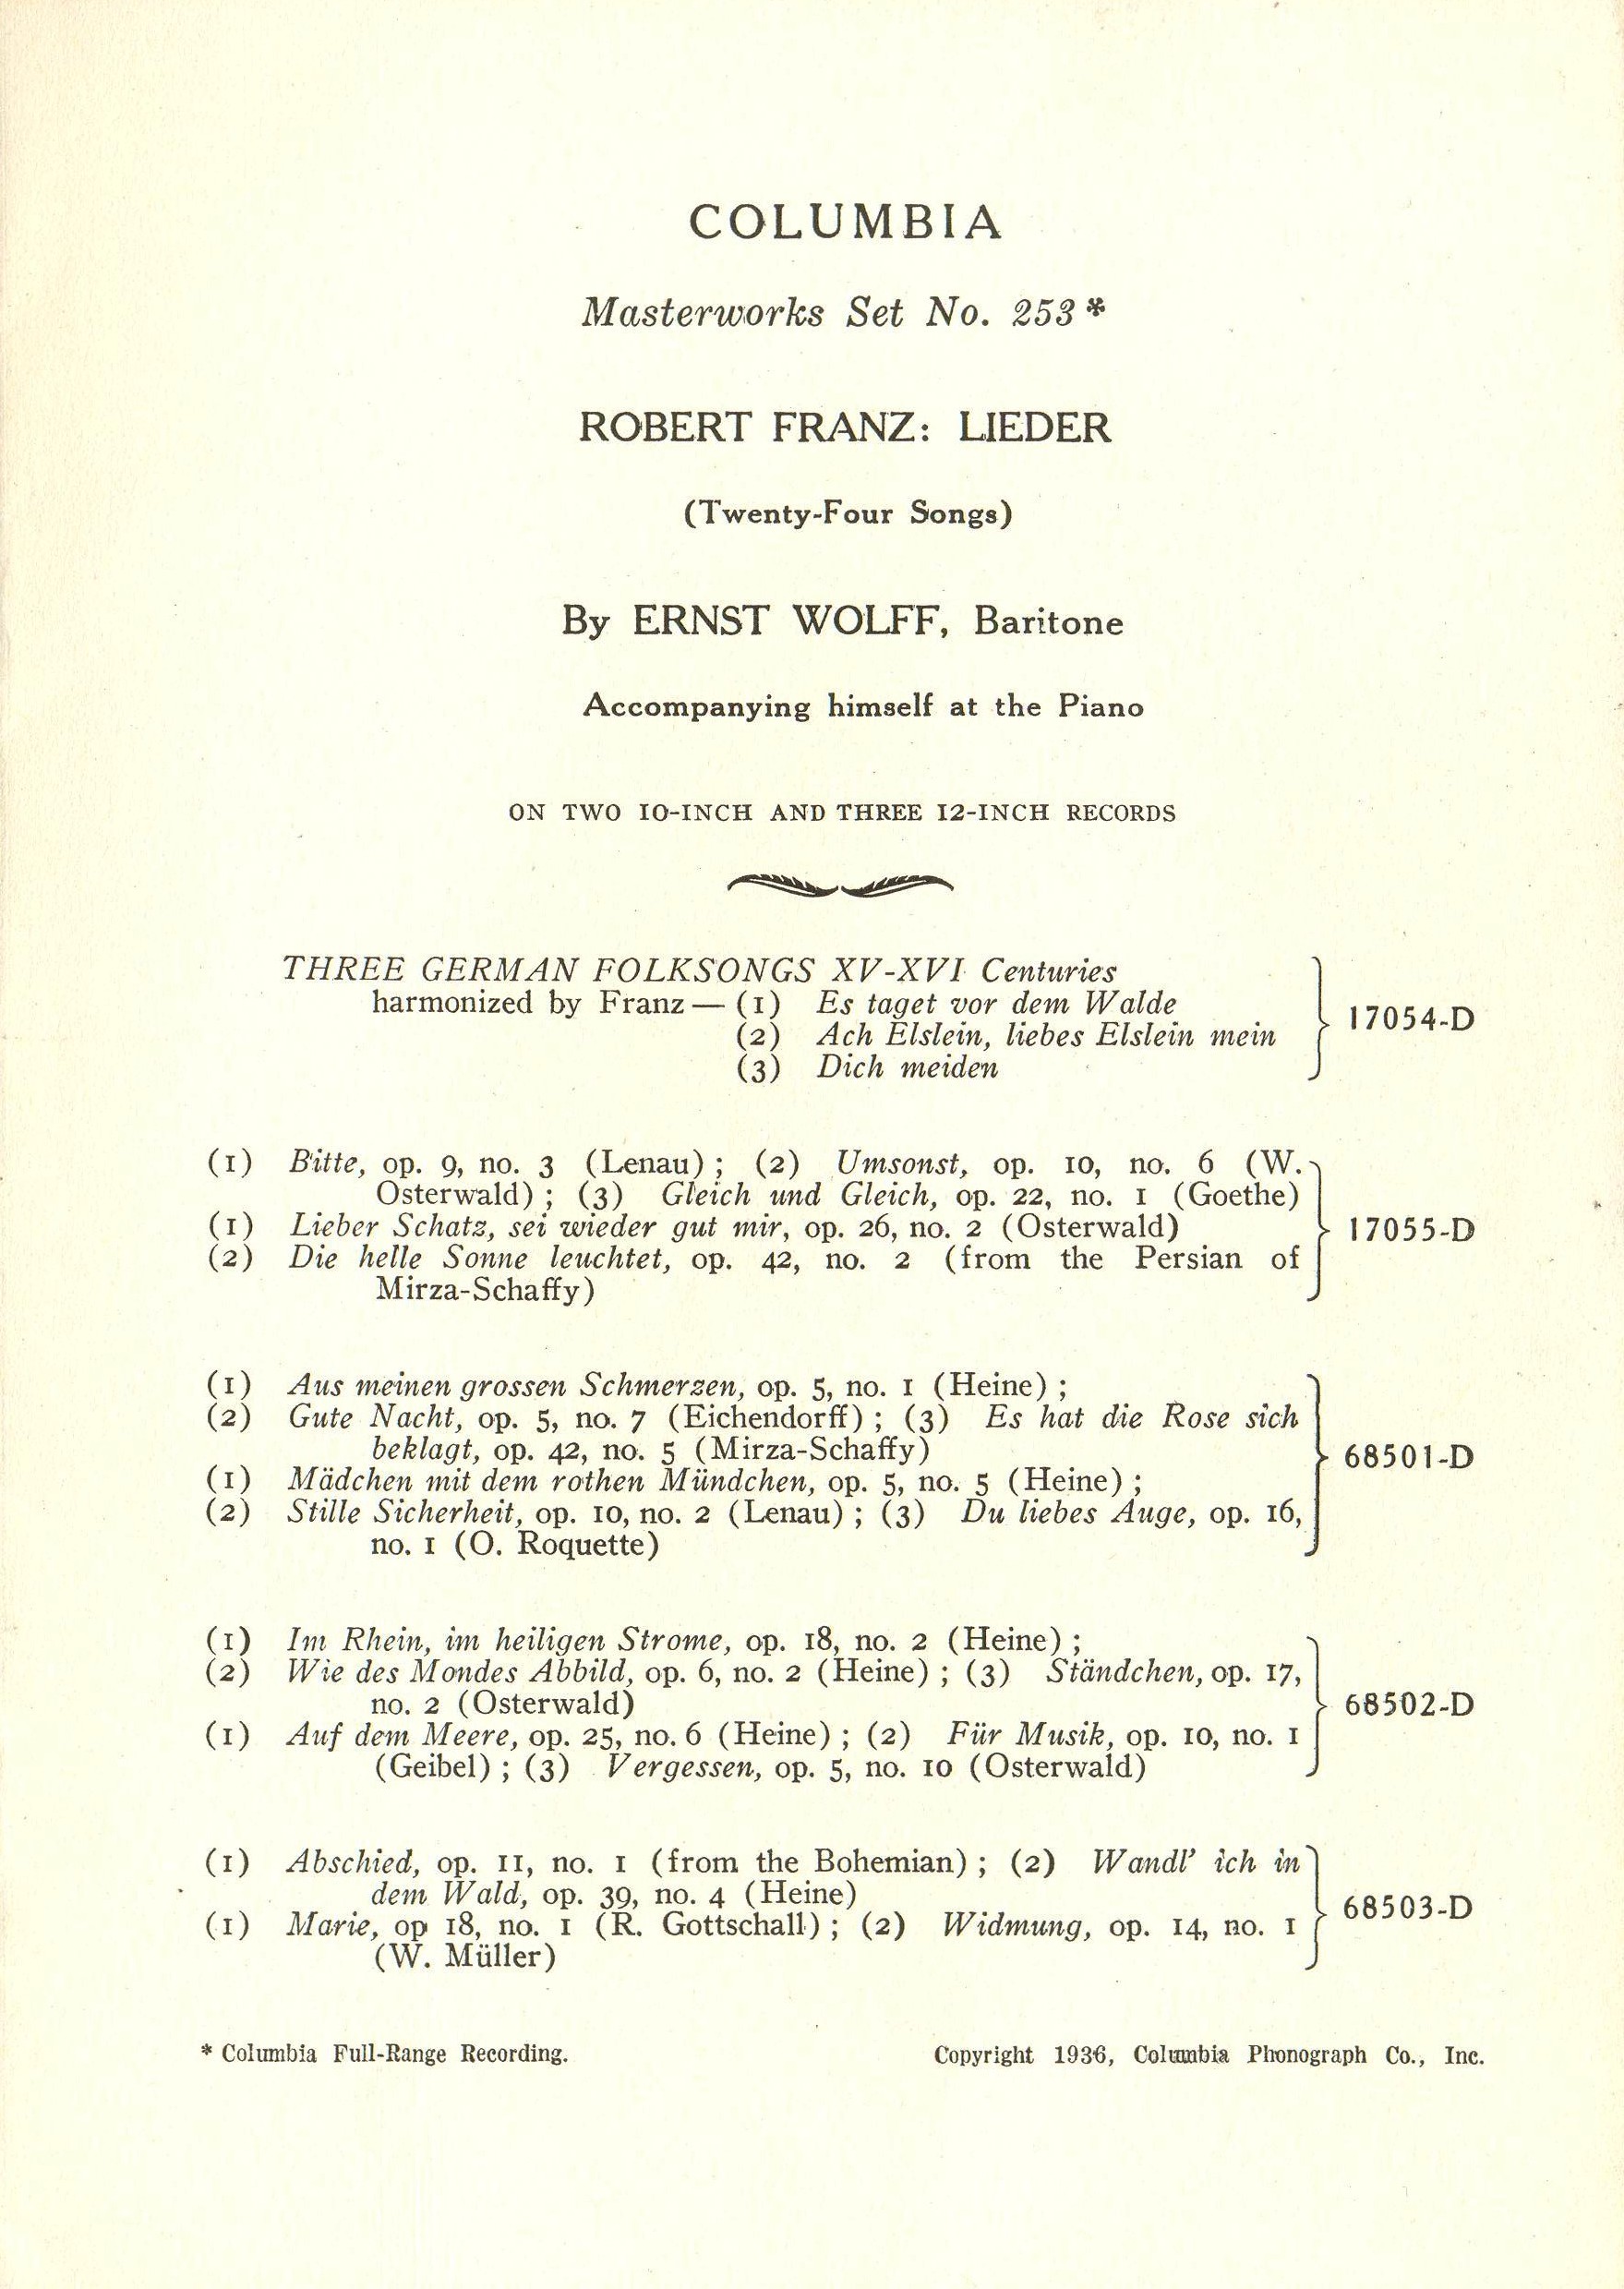 COLUMBIA
Masterworks Set No. 253*
ROBERT FRANZ: LIEDER
(Twenty-Four Songs)
By ERNST WOLFF, Baritone
Accompanying himself at the Piano
ON TWO 10-INCH AND THREE 12-INCH RECORDS
THREE GERMAN FOLKSONGS XV-XVI Centuries
harmonized by Franz — (1) Es taget vor dem Walde
(2) Ach Elslein, liebes Elslein mein
(3) Dich meiden
17054-D
(1) Bitte, op. 9, no. 3 (Lenau) ; (2) Umsonst, op. 10, no. 6 (W.
Osterwald) ; (3) Gleich und Gleich, op. 22, no. 1 (Goethe)
(1) Lieber Schatz, sei wieder gut mir, op. 26, no. 2 (Osterwald)
(2) Die helle Sonne leuchtet, op. 42, no. 2 (from the Persian of
Mirza-Schaffy)
17055-D
(1) Aus meinen grossen Schmerzen, op. 5, no. 1 (Heine) ;
(2) Gute Nacht, op. 5, no. 7 (Eichendorff) ; (3) Es hat die Rose sich
beklagt, op. 42, no. 5 (Mirza-Schaffy)
(1) Mädchen mit dem rothen Mündchen, op. 5, no. 5 (Heine) ;
(2) Stille Sicherheit, op. 10, no. 2 (Lenau) ; (3) Du liebes Auge, op. 16,
no. 1 (O. Roquette)
68501-D
(1) Im Rhein, im heiligen Strome, op. 18, no. 2 (Heine) ;
(2) Wie des Mondes Abbild, op. 6, no. 2 (Heine) ; (3) Ständchen, op. 17,
no. 2 (Osterwald)
(1) Auf dem Meere, op. 25, no. 6 (Heine) ; (2) Für Musik, op. 10, no. 1
(Geibel) ; (3) Vergessen, op. 5, no. 10 (Osterwald)
68502-D
(1) Abschied, op. 11, no. 1 (from the Bohemian) ; (2) Wandl' ich in
dem Wald, op. 39, no. 4 (Heine)
(1) Marie, op 18, no. 1 (R. Gottschall) ; (2) Widmung, op. 14, no. 1
(W. Müller)
68503-D
* Columbia Full-Range Recording.
Copyright 1936, Columbia Phonograph Co., Inc.